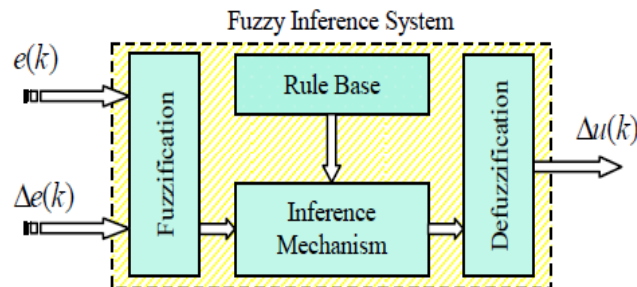 Fuzzy Inference System
e(k)
Δe(k)
Fuzzification
Rule Base
Inference
Mechanism
Defuzzification
Δu(k)